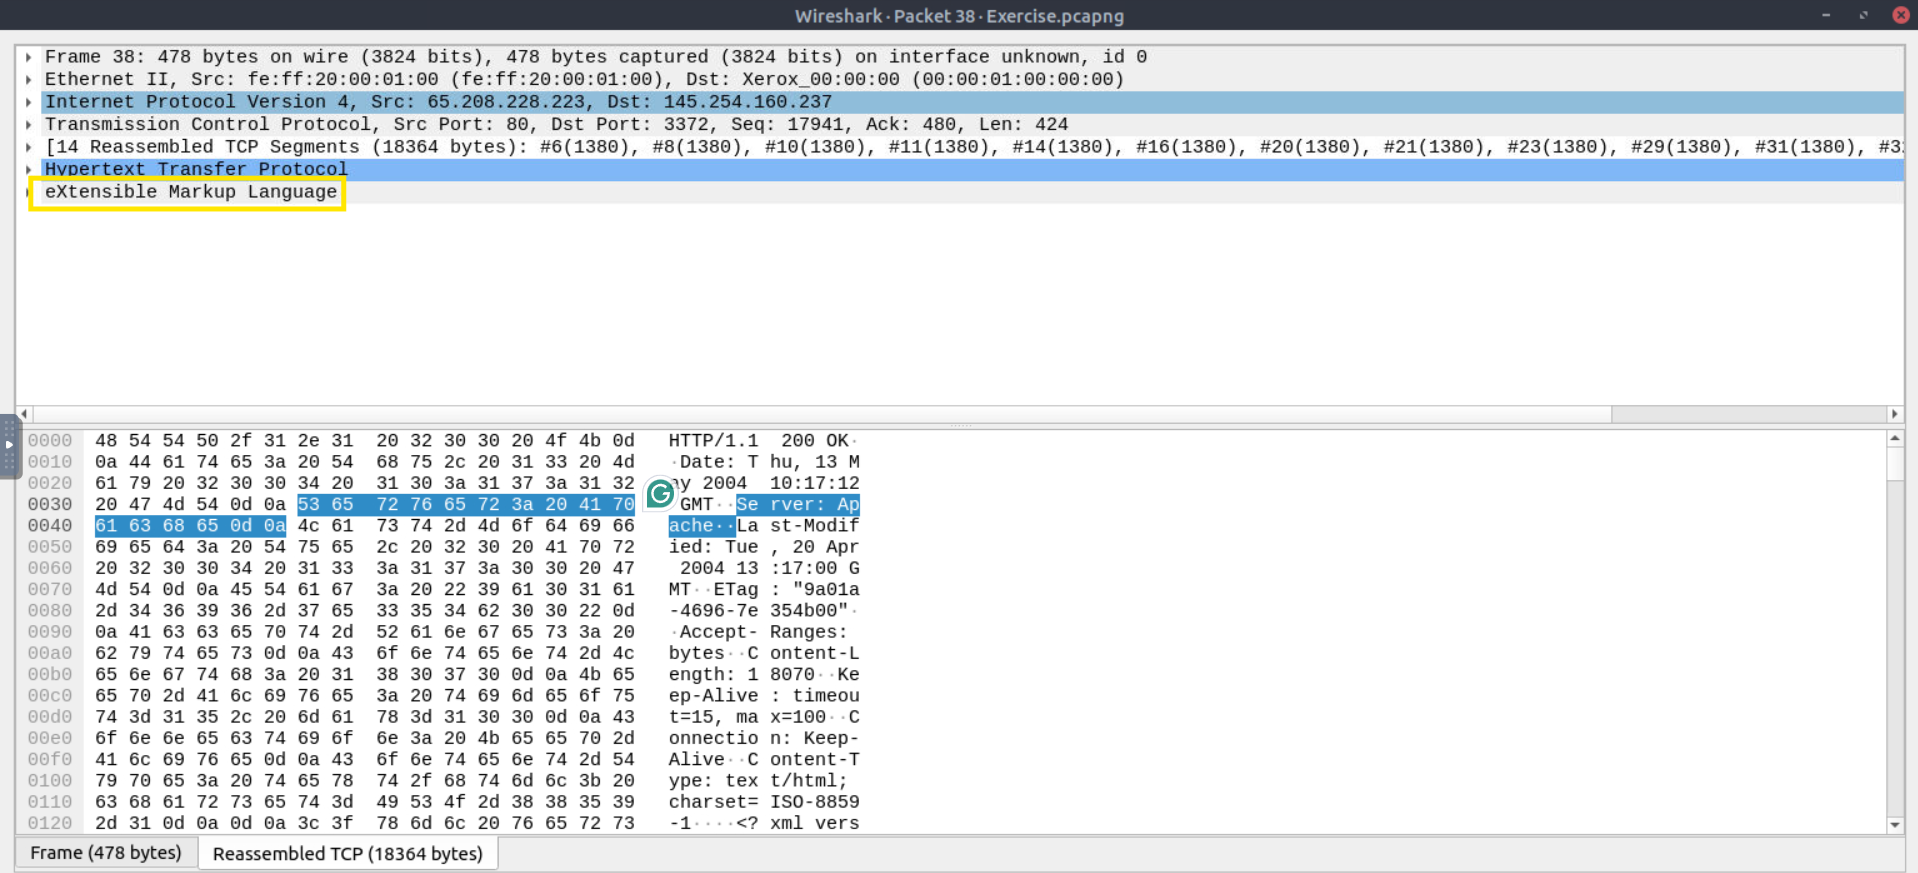 Wireshark · Packet 38 · Exercise.pcapng
Frame 38: 478 bytes on wire (3824 bits), 478 bytes captured (3824 bits) on interface unknown, id 0
Ethernet II, Src: fe:ff:20:00:01:00 (fe:ff:20:00:01:00), Dst: Xerox_00:00:00 (00:00:01:00:00:00)
Internet Protocol Version 4, Src: 65.208.228.223, Dst: 145.254.160.237
Transmission Control Protocol, Src Port: 80, Dst Port: 3372, Seq: 17941, Ack: 480, Len: 424
[14 Reassembled TCP Segments (18364 bytes): #6(1380), #8(1380), #10(1380), #11(1380), #14(1380), #16(1380), #20(1380), #21(1380), #23(1380), #29(1380), #31(1380), #3
Hypertext Transfer Protocol
eXtensible Markup Language
0000 48 54 54 50 2f 31 2e 31 20 32 30 30 20 4f 4b 0d HTTP/1.1 200 OK·
0010 0a 44 61 74 65 3a 20 54 68 75 2c 20 31 33 20 4d ·Date: T hu, 13 M
0020 61 79 20 32 30 30 34 20 31 30 3a 31 37 3a 31 32 ay 2004 10:17:12
0030 20 47 4d 54 0d 0a 53 65 72 76 65 72 3a 20 41 70 GMT··Se rver: Ap
0040 61 63 68 65 0d 0a 4c 61 73 74 2d 4d 6f 64 69 66 ache··La st-Modif
0050 69 65 64 3a 20 54 75 65 2c 20 32 30 20 41 70 72 ied: Tue , 20 Apr
0060 20 32 30 30 34 20 31 33 3a 31 37 3a 30 30 20 47 2004 13 :17:00 G
0070 4d 54 0d 0a 45 54 61 67 3a 20 22 39 61 30 31 61 MT··ETag : "9a01a
0080 2d 34 36 39 36 2d 37 65 33 35 34 62 30 30 22 0d -4696-7e 354b00"·
0090 0a 41 63 63 65 70 74 2d 52 61 6e 67 65 73 3a 20 ·Accept- Ranges:
00a0 62 79 74 65 73 0d 0a 43 6f 6e 74 65 6e 74 2d 4c bytes··C ontent-L
00b0 65 6e 67 74 68 3a 20 31 38 30 37 30 0d 0a 4b 65 ength: 1 8070··Ke
00c0 65 70 2d 41 6c 69 76 65 3a 20 74 69 6d 65 6f 75 ep-Alive : timeou
00d0 74 3d 31 35 2c 20 6d 61 78 3d 31 30 30 0d 0a 43 t=15, ma x=100··C
00e0 6f 6e 6e 65 63 74 69 6f 6e 3a 20 4b 65 65 70 2d onnectio n: Keep-
00f0 41 6c 69 76 65 0d 0a 43 6f 6e 74 65 6e 74 2d 54 Alive··C ontent-T
0100 79 70 65 3a 20 74 65 78 74 2f 68 74 6d 6c 3b 20 ype: tex t/html;
0110 63 68 61 72 73 65 74 3d 49 53 4f 2d 38 38 35 39 charset= ISO-8859
0120 2d 31 0d 0a 0d 0a 3c 3f 78 6d 6c 20 76 65 72 73 -1····<? xml vers
Frame (478 bytes) Reassembled TCP (18364 bytes)